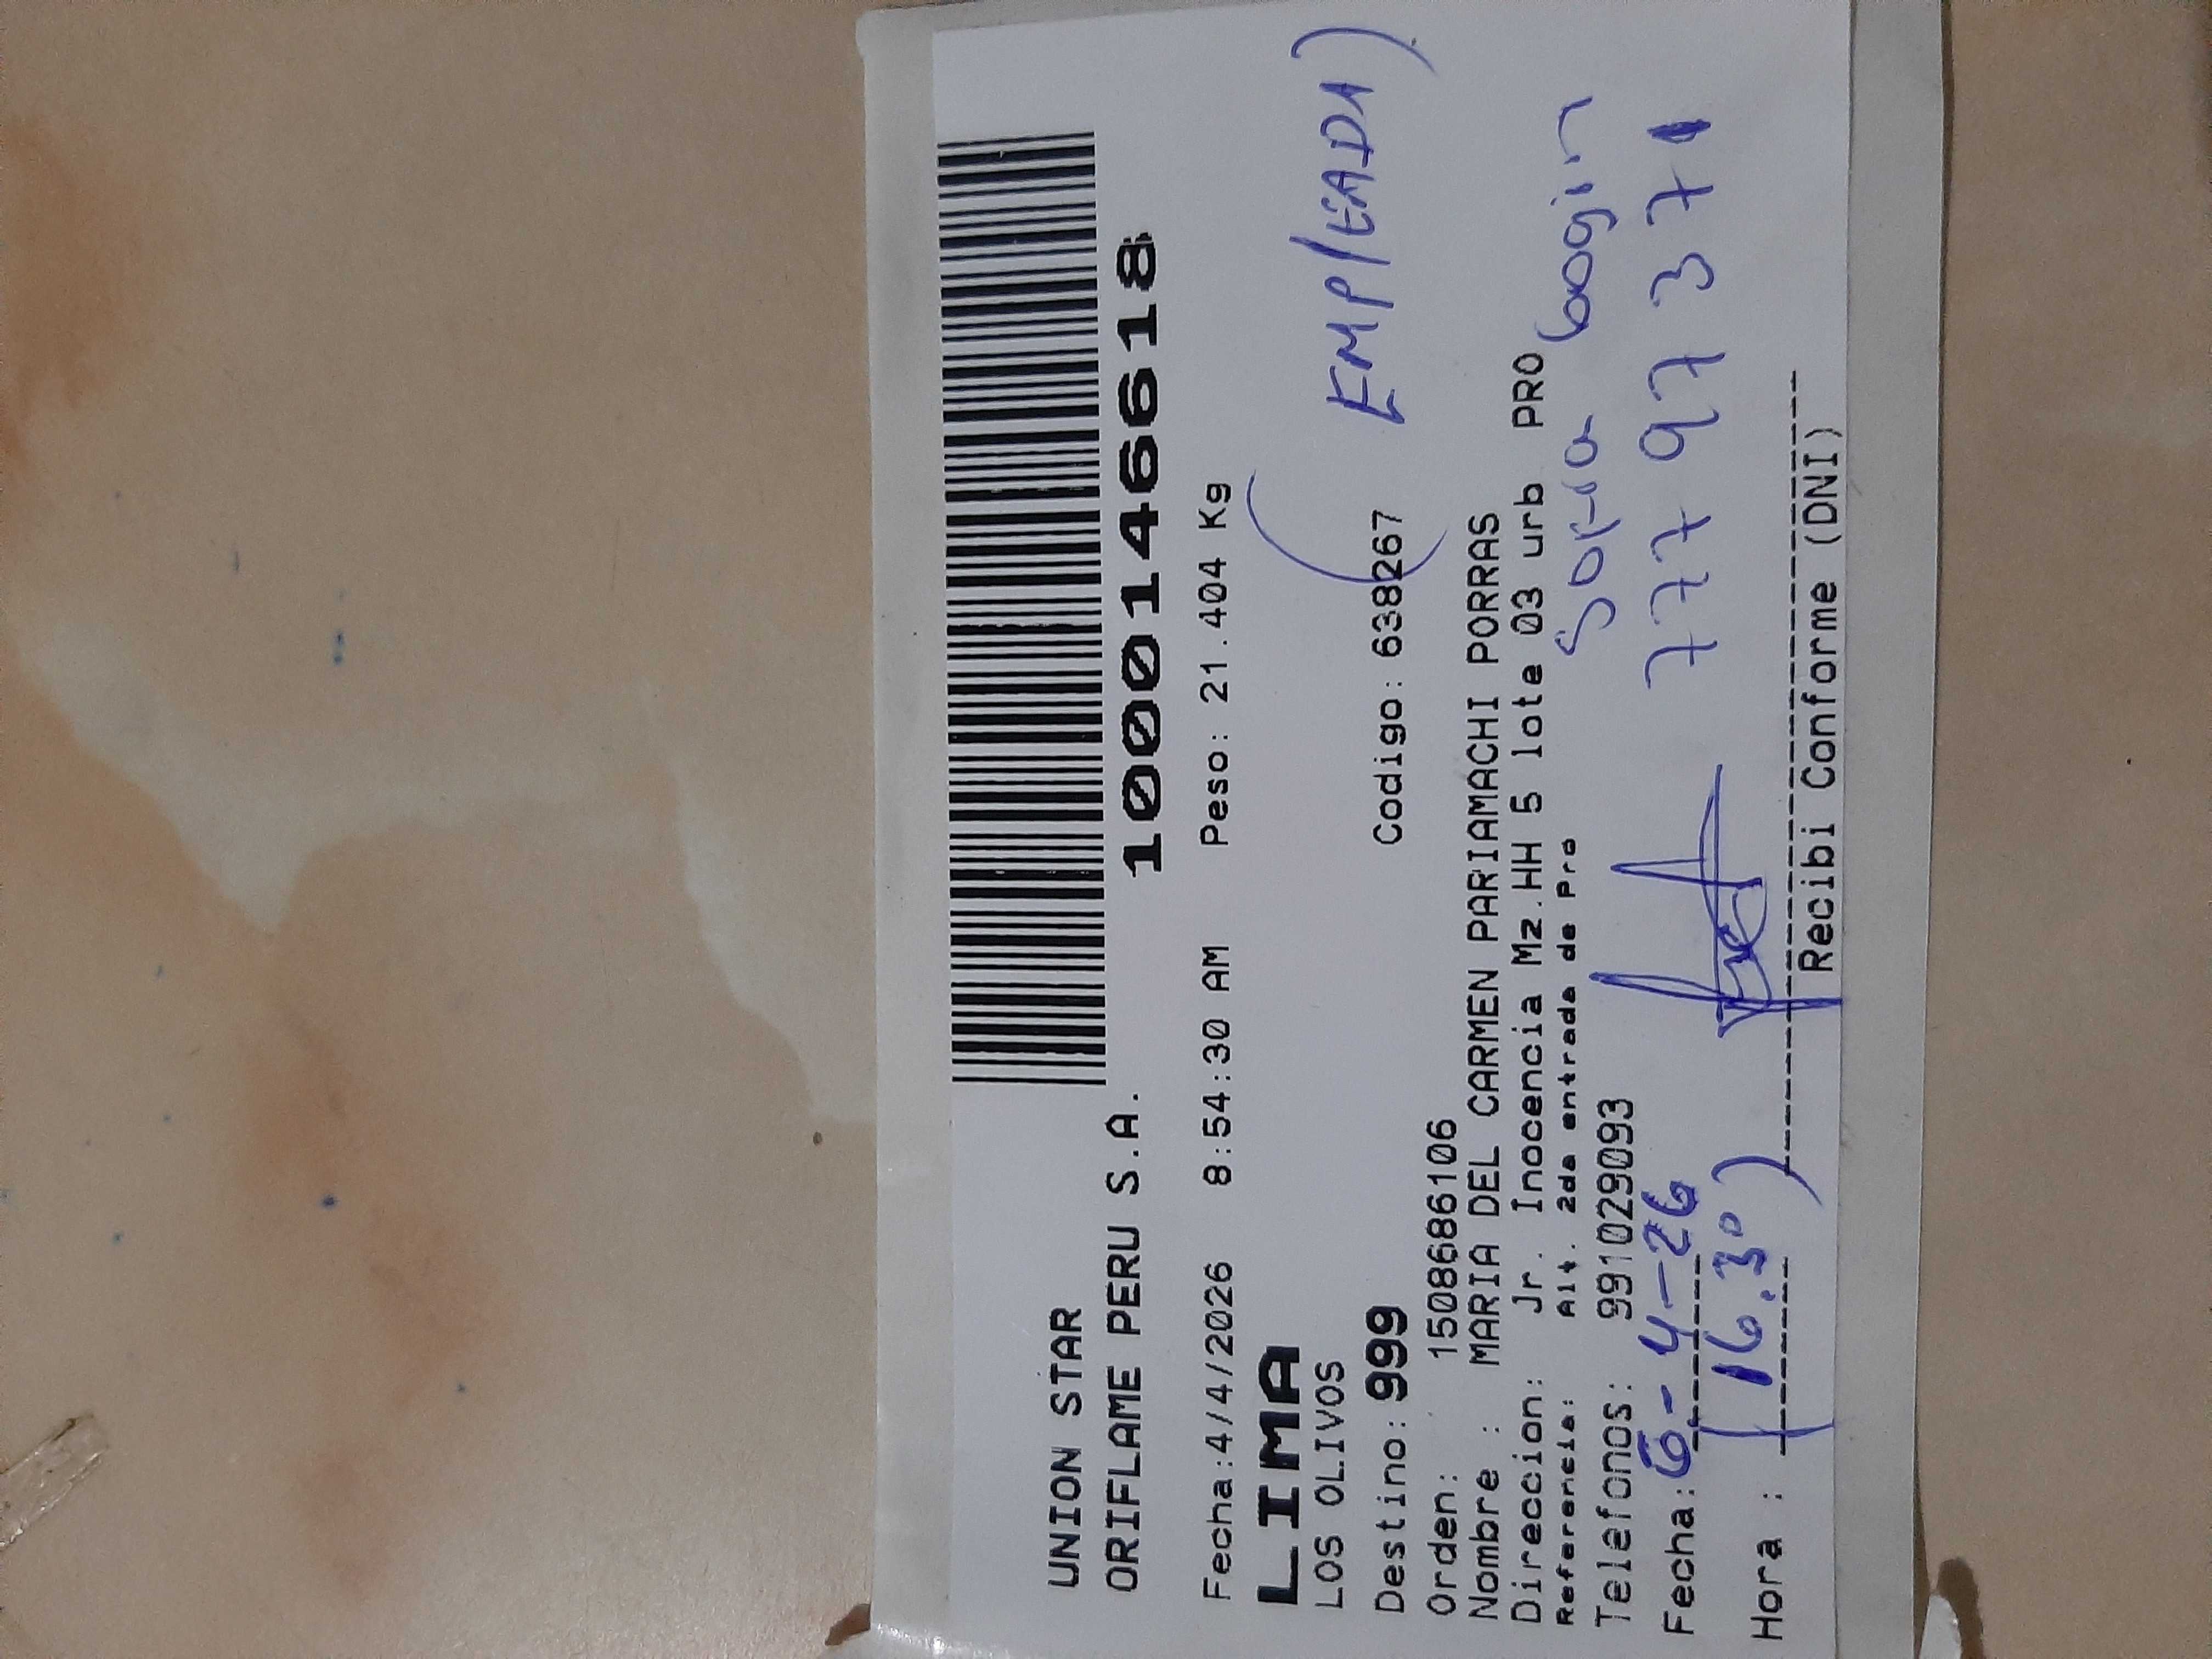 UNION STAR
ORIFLAME PERU S.A.
10001466618
Fecha:4/4/2026 8:54:30 AM Peso: 21.404 Kg
LIMA
LOS OLIVOS
(EMPLEADA)
Destino:999 Codigo: 638267
Orden: 1508686106
Nombre : MARIA DEL CARMEN PARIAMACHI PORRAS
Direccion: Jr. Inocencia Mz.HH 5 lote 03 urb PRO
Referencia: Alt. 2da entrada de Pro
Telefonos: 991029093
Fecha: 6-4-26 77797371
Hora : (16.30)
Recibi Conforme (DNI)